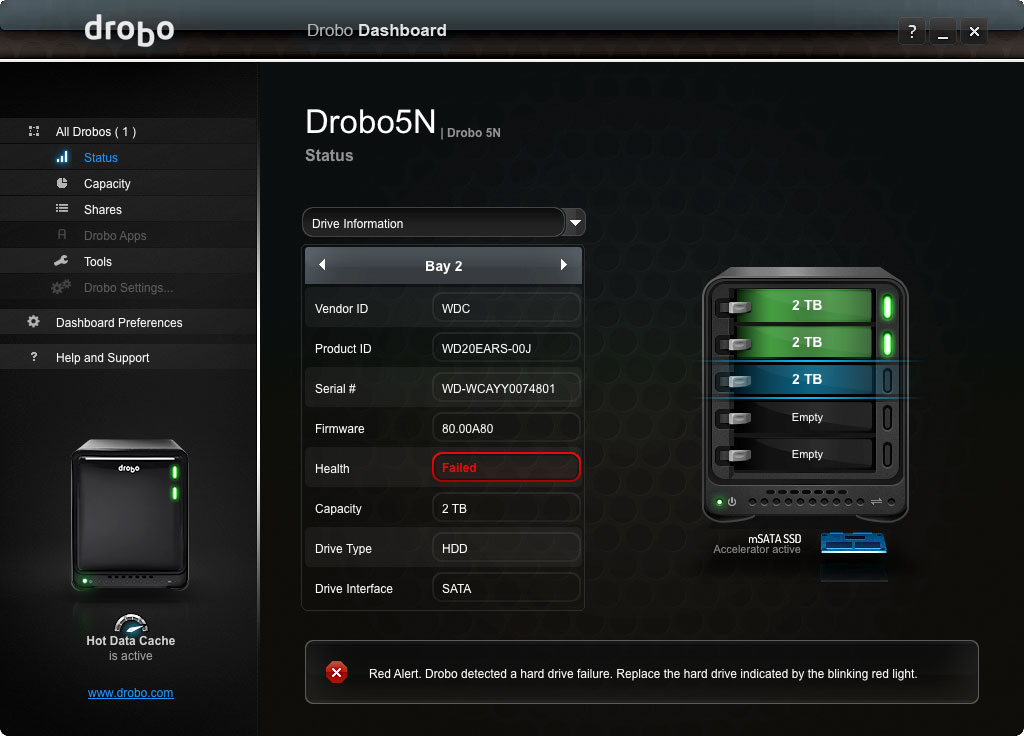 drobo
Drobo Dashboard
?
All Drobos ( 1 )
Status
Capacity
Shares
Drobo Apps
Tools
Drobo Settings...
Dashboard Preferences
? Help and Support
drobo
Hot Data Cache
is active
www.drobo.com
Drobo5N | Drobo 5N
Status
Drive Information
Bay 2
Vendor ID WDC
Product ID WD20EARS-00J
Serial # WD-WCAYY0074801
Firmware 80.00A80
Health Failed
Capacity 2 TB
Drive Type HDD
Drive Interface SATA
2 TB
2 TB
2 TB
Empty
Empty
mSATA SSD
Accelerator active
Red Alert. Drobo detected a hard drive failure. Replace the hard drive indicated by the blinking red light.